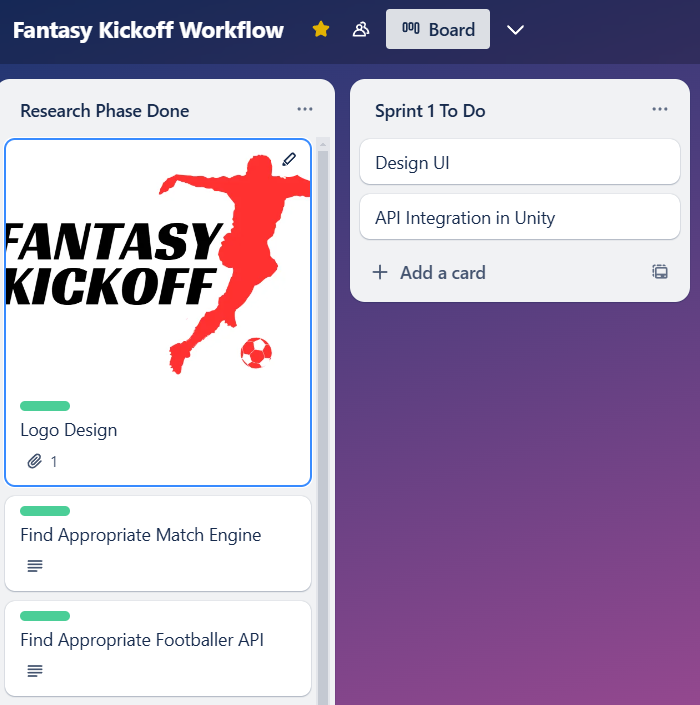 Fantasy Kickoff Workflow
Board
Research Phase Done
FANTASY
KICKOFF
Logo Design
1
Find Appropriate Match Engine
Find Appropriate Footballer API
Sprint 1 To Do
Design UI
API Integration in Unity
Add a card